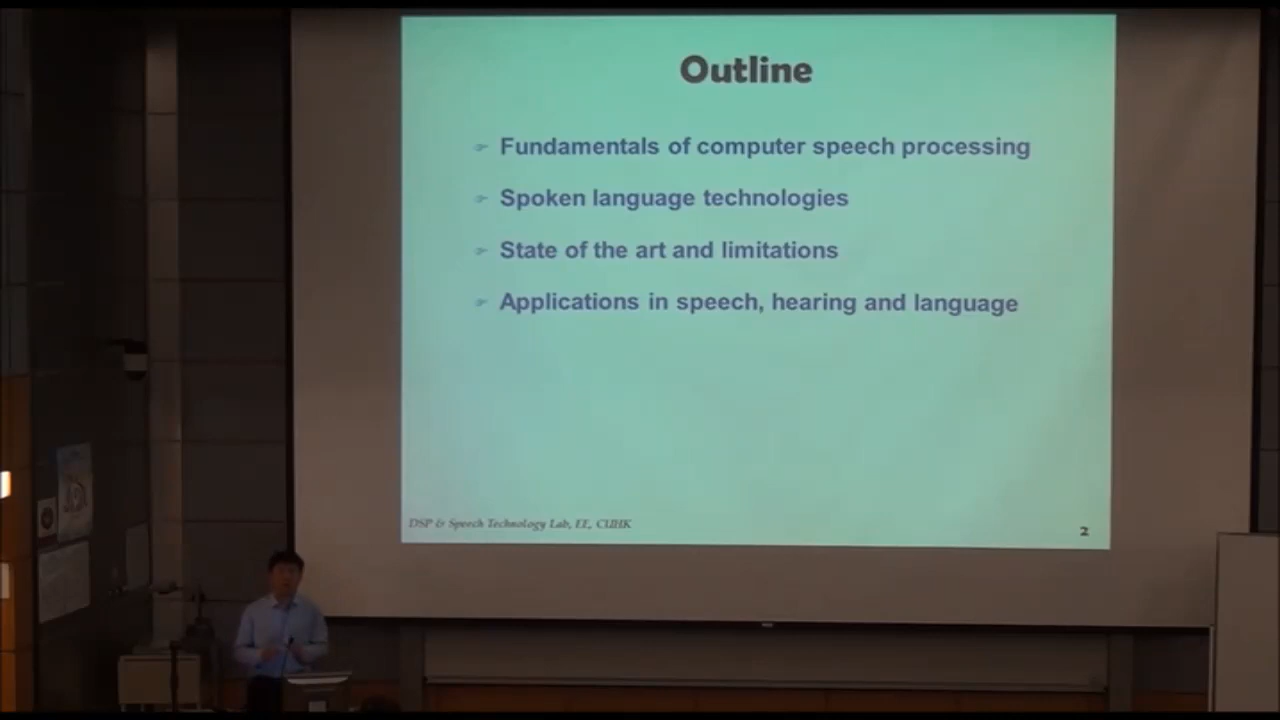 Outline
Fundamentals of computer speech processing
Spoken language technologies
State of the art and limitations
Applications in speech, hearing and language
DSP & Speech Technology Lab, EE, CUHK
2